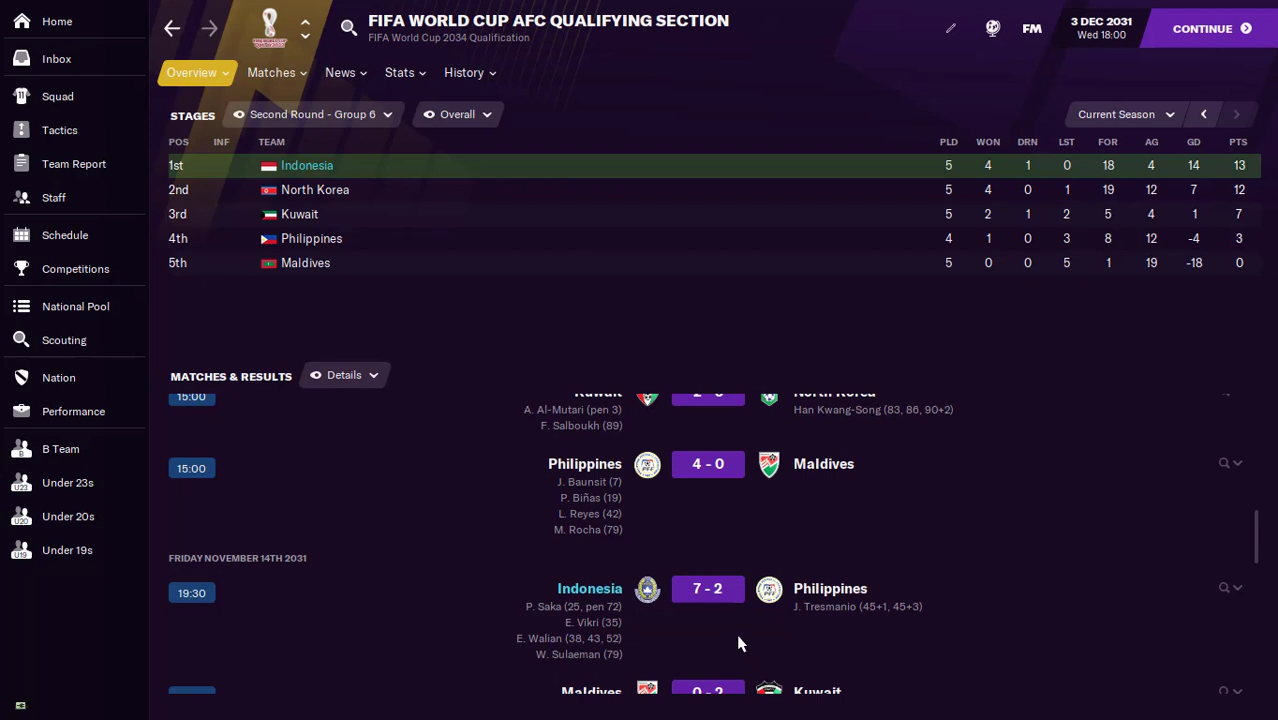 Home
Inbox
Squad
Tactics
Team Report
Staff
Schedule
Competitions
National Pool
Scouting
Nation
Performance
B Team
Under 23s
Under 20s
Under 19s
FIFA WORLD CUP AFC QUALIFYING SECTION
FIFA World Cup 2034 Qualification
FM
3 DEC 2031
Wed 18:00
CONTINUE
Overview Matches News Stats History
STAGES Second Round - Group 6 Overall Current Season
POS INF TEAM PLD WON DRN LST FOR AG GD PTS
1st Indonesia 5 4 1 0 18 4 14 13
2nd North Korea 5 4 0 1 19 12 7 12
3rd Kuwait 5 2 1 2 5 4 1 7
4th Philippines 4 1 0 3 8 12 -4 3
5th Maldives 5 0 0 5 1 19 -18 0
MATCHES & RESULTS Details
15:00 Kuwait 2 - 3 North Korea
A. Al-Mutari (pen 3) Han Kwang-Song (83, 86, 90+2)
F. Salboukh (89)
15:00 Philippines 4 - 0 Maldives
J. Baunsit (7)
P. Biñas (19)
L. Reyes (42)
M. Rocha (79)
FRIDAY NOVEMBER 14TH 2031
19:30 Indonesia 7 - 2 Philippines
P. Saka (25, pen 72) J. Tresmanio (45+1, 45+3)
E. Vikri (35)
E. Walian (38, 43, 52)
W. Sulaeman (79)
Maldives 0 - 2 Kuwait